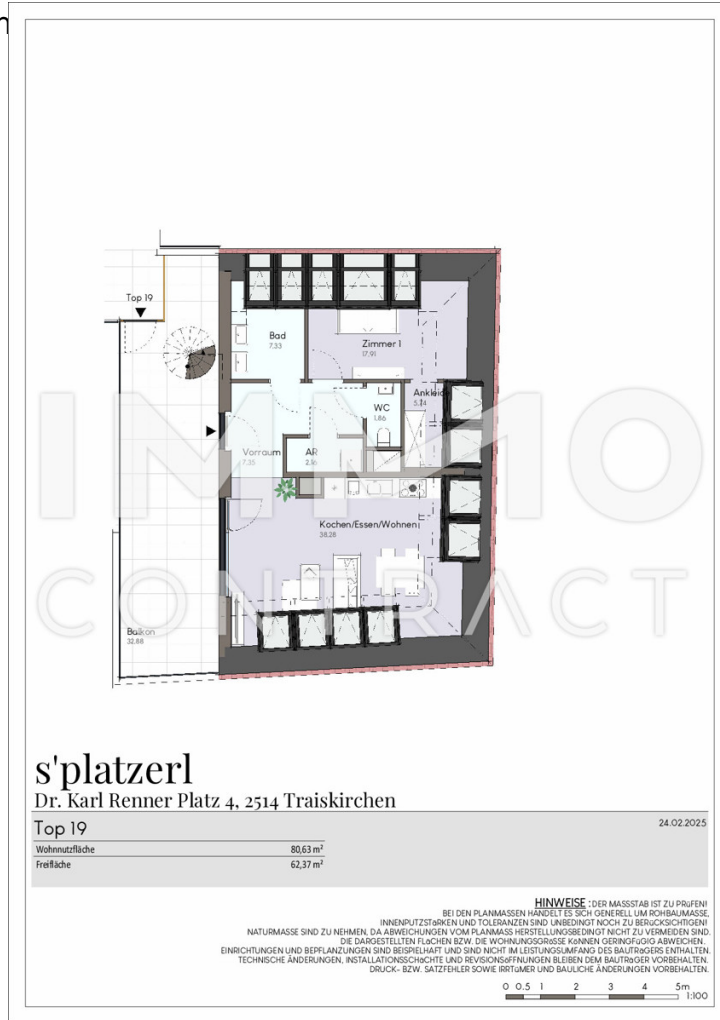 Top 19
Bad
7.33
Zimmer 1
17.91
WC
1.86
5.74
Vorraum
7.35
AR
2.16
Kochen/Essen/Wohnen
38.28
Balkon
32.88
IMMO
CONTRACT
s'platzerl
Dr. Karl Renner Platz 4, 2514 Traiskirchen
Top 19
24.02.2025
Wohnnutzfläche 80,63 m²
Freifläche 62,37 m²
HINWEISE : DER MASSSTAB IST ZU PRüFEN!
BEI DEN PLANMASSEN HANDELT ES SICH GENERELL UM ROHBAUMASSE,
INNENPUTZSTäRKEN UND TOLERANZEN SIND UNBEDINGT NOCH ZU BERüCKSICHTIGEN!
NATURMASSE SIND ZU NEHMEN, DA ABWEICHUNGEN VOM PLANMASS HERSTELLUNGSBEDINGT NICHT ZU VERMEIDEN SIND.
DIE DARGESTELLTEN FLäCHEN BZW. DIE WOHNUNGSGRöSSE KöNNEN GERINGFüGIG ABWEICHEN.
EINRICHTUNGEN UND BEPFLANZUNGEN SIND BEISPIELHAFT UND SIND NICHT IM LEISTUNGSUMFANG DES BAUTRäGERS ENTHALTEN.
TECHNISCHE ÄNDERUNGEN, INSTALLATIONSSCHäCHTE UND REVISIONSöFFNUNGEN BLEIBEN DEM BAUTRäGER VORBEHALTEN.
DRUCK- BZW. SATZFEHLER SOWIE IRRTüMER UND BAULICHE ÄNDERUNGEN VORBEHALTEN.
0 0.5 1 2 3 4 5m
1:100